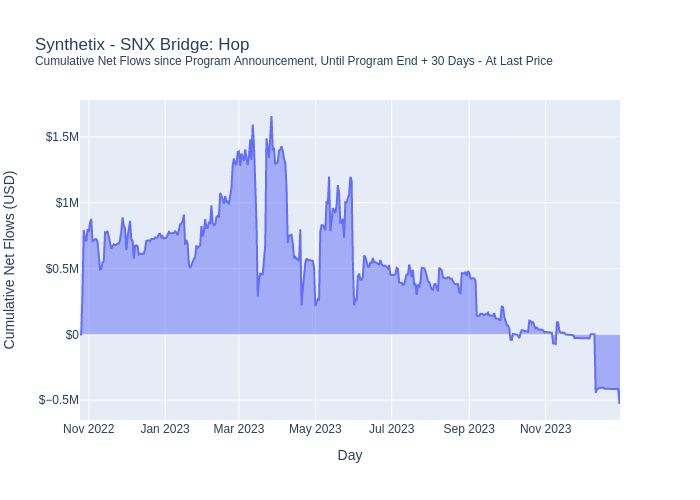 Synthetix - SNX Bridge: Hop
Cumulative Net Flows since Program Announcement, Until Program End + 30 Days - At Last Price
Cumulative Net Flows (USD)
$1.5M
$1M
$0.5M
$0
$−0.5M
Nov 2022
Jan 2023
Mar 2023
May 2023
Jul 2023
Sep 2023
Nov 2023
Day